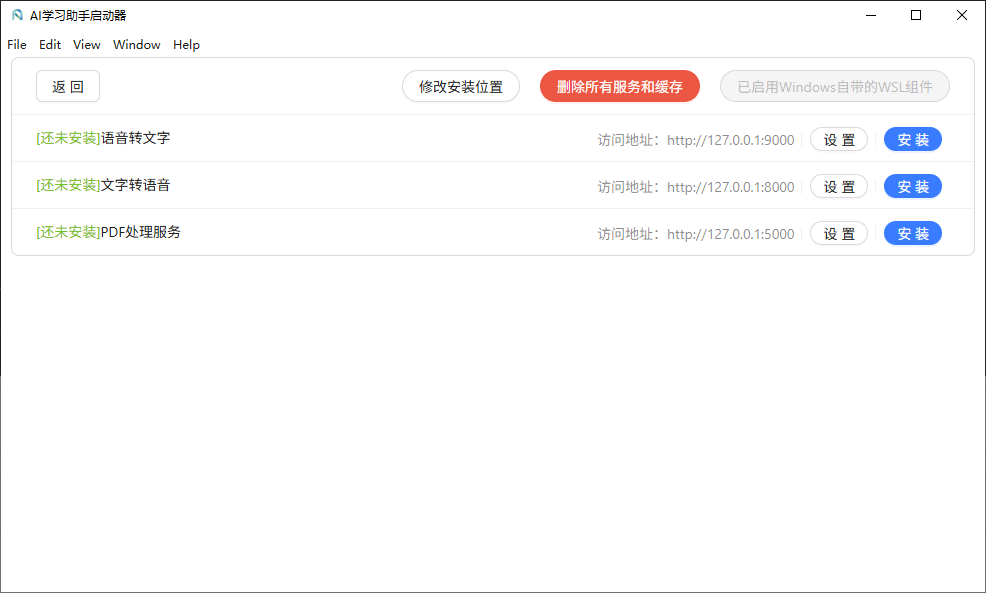 AI学习助手启动器
File Edit View Window Help
返 回 修改安装位置 删除所有服务和缓存 已启用Windows自带的WSL组件
[还未安装]语音转文字 访问地址：http://127.0.0.1:9000 设 置 安 装
[还未安装]文字转语音 访问地址：http://127.0.0.1:8000 设 置 安 装
[还未安装]PDF处理服务 访问地址：http://127.0.0.1:5000 设 置 安 装